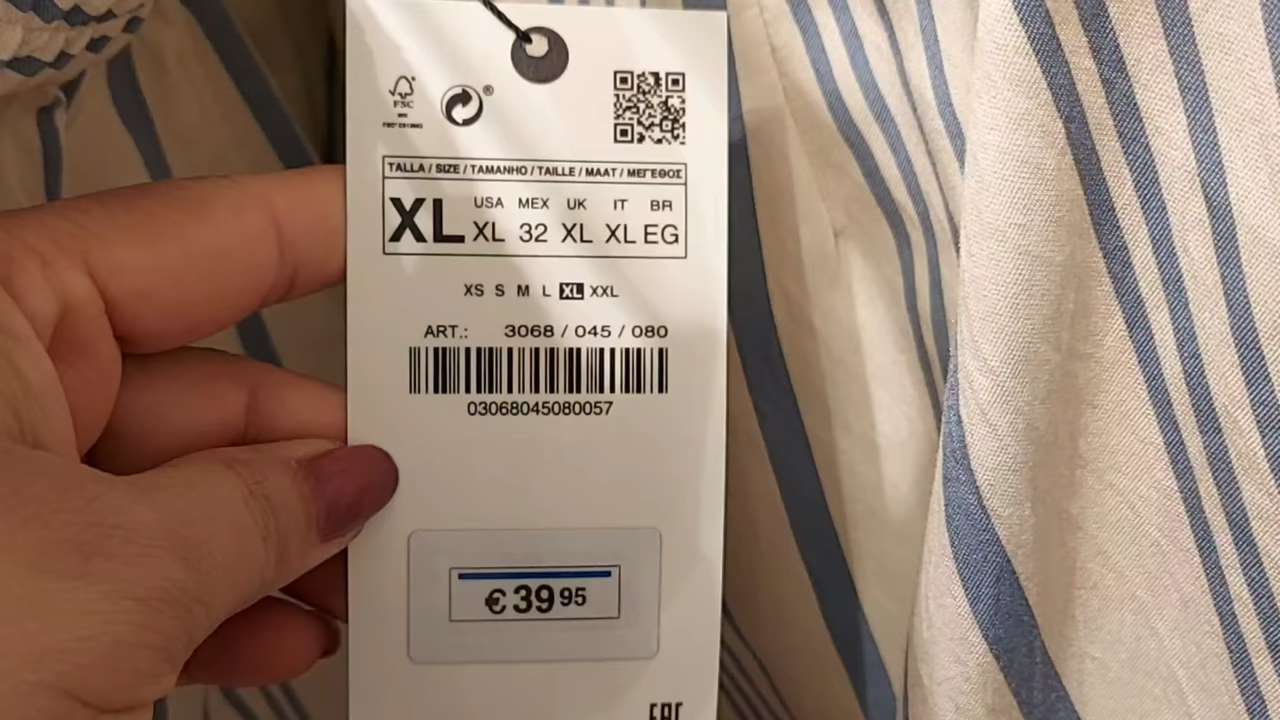 FSC
®
TALLA / SIZE / TAMANHO / TAILLE / MAAT / ΜΕΓΕΘΟΣ
USA MEX UK IT BR
XL XL 32 XL XL EG
XS S M L XL XXL
ART.: 3068 / 045 / 080
03068045080057
€ 39 95